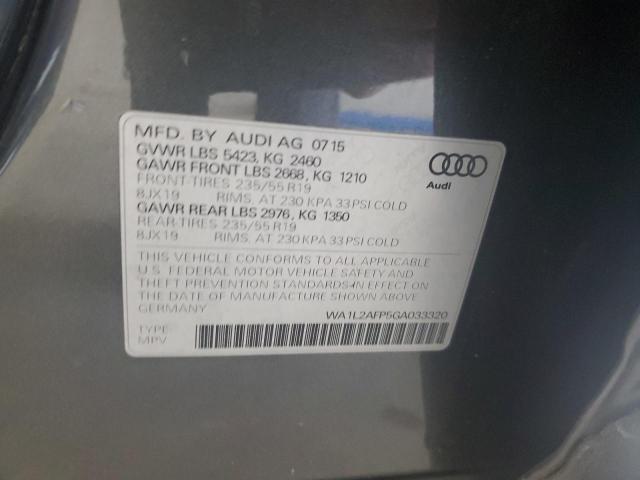 MFD. BY AUDI AG 0715
GVWR LBS 5423, KG 2460
GAWR FRONT LBS 2668, KG 1210
FRONT-TIRES 235/55 R19
8JX19 RIMS, AT 230 KPA 33 PSI COLD
GAWR REAR LBS 2976, KG 1350
REAR-TIRES 235/55 R19
8JX19 RIMS, AT 230 KPA 33 PSI COLD
Audi
THIS VEHICLE CONFORMS TO ALL APPLICABLE
U.S. FEDERAL MOTOR VEHICLE SAFETY AND
THEFT PREVENTION STANDARDS IN EFFECT ON
THE DATE OF MANUFACTURE SHOWN ABOVE
GERMANY
WA1L2AFP5GA033320
TYPE:
MPV